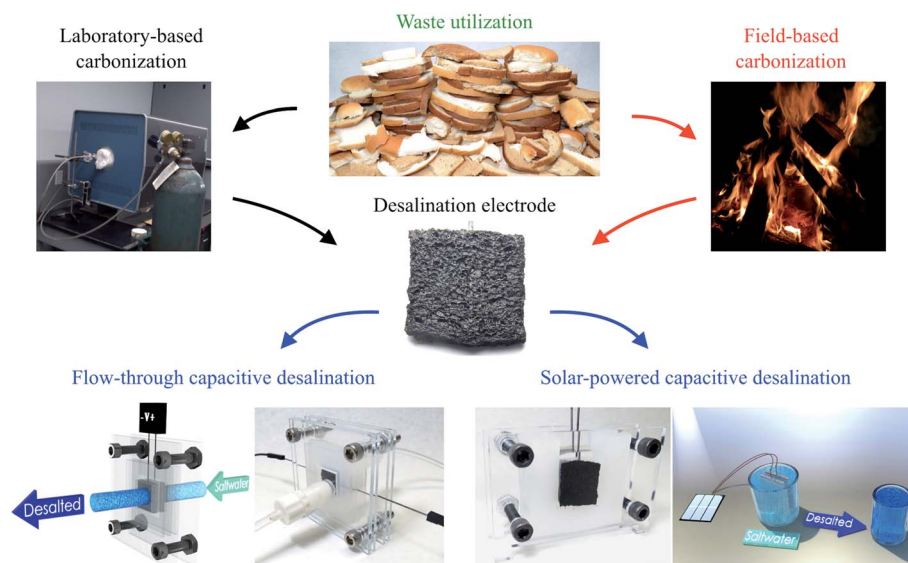 Waste utilization
Laboratory-based
carbonization
Field-based
carbonization
Desalination electrode
Flow-through capacitive desalination
Solar-powered capacitive desalination
-V+
Desalted
Saltwater
Desalted
Saltwater